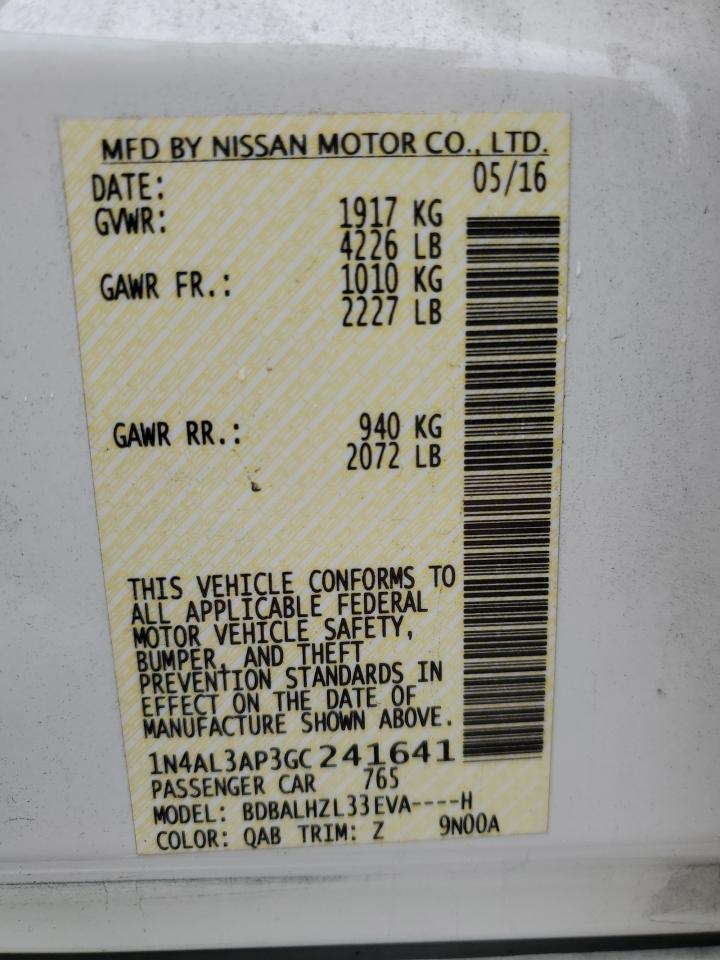 MFD BY NISSAN MOTOR CO., LTD.
DATE: 05/16
GVWR: 1917 KG
4226 LB
GAWR FR.: 1010 KG
2227 LB
GAWR RR.: 940 KG
2072 LB
THIS VEHICLE CONFORMS TO
ALL APPLICABLE FEDERAL
MOTOR VEHICLE SAFETY,
BUMPER, AND THEFT
PREVENTION STANDARDS IN
EFFECT ON THE DATE OF
MANUFACTURE SHOWN ABOVE.
1N4AL3AP3GC241641
PASSENGER CAR 765
MODEL: BDBALHZL33EVA----H
COLOR: QAB TRIM: Z 9N00A